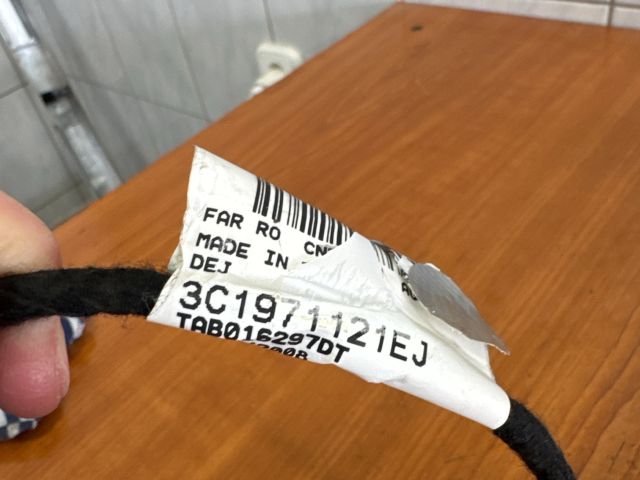 FAR RO
MADE IN
DEJ
3C1971121EJ
TAB016297DT